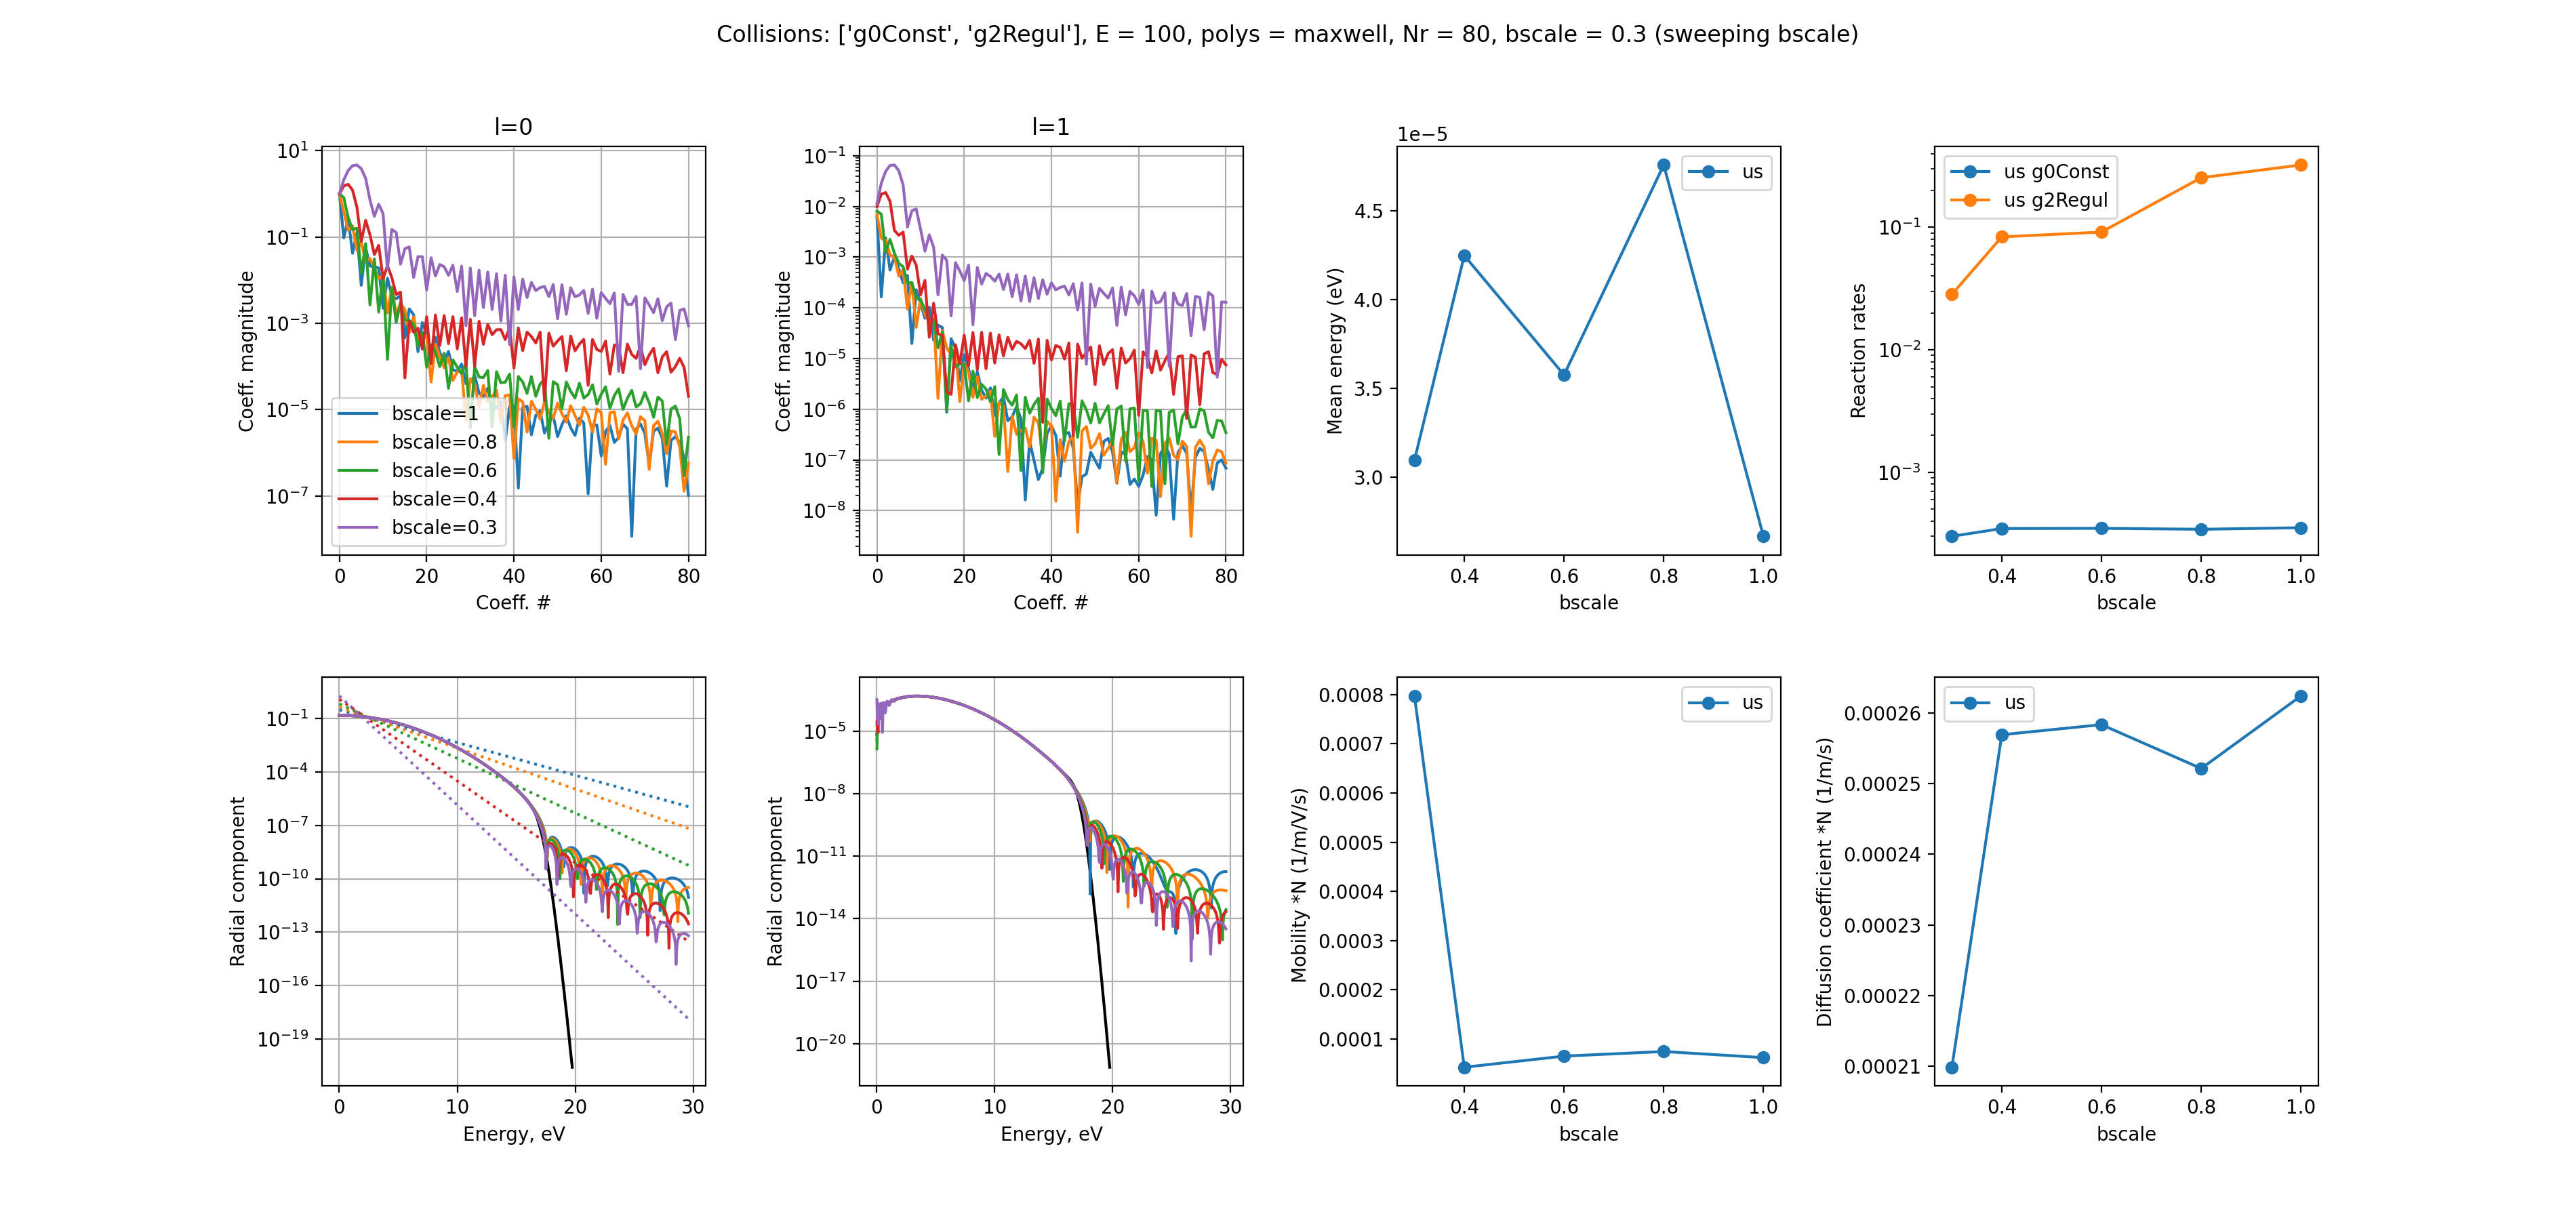 Collisions: ['g0Const', 'g2Regul'], E = 100, polys = maxwell, Nr = 80, bscale = 0.3 (sweeping bscale)
l=0
10^1
10^-1
10^-3
10^-5
10^-7
Coeff. magnitude
bscale=1
bscale=0.8
bscale=0.6
bscale=0.4
bscale=0.3
0 20 40 60 80
Coeff. #
l=1
10^-1
10^-2
10^-3
10^-4
10^-5
10^-6
10^-7
10^-8
Coeff. magnitude
0 20 40 60 80
Coeff. #
1e−5
us
4.5
4.0
3.5
3.0
Mean energy (eV)
0.4 0.6 0.8 1.0
bscale
us g0Const
us g2Regul
10^-1
10^-2
10^-3
Reaction rates
0.4 0.6 0.8 1.0
bscale
10^-1
10^-4
10^-7
10^-10
10^-13
10^-16
10^-19
Radial component
0 10 20 30
Energy, eV
10^-5
10^-8
10^-11
10^-14
10^-17
10^-20
Radial component
0 10 20 30
Energy, eV
us
0.0008
0.0007
0.0006
0.0005
0.0004
0.0003
0.0002
0.0001
Mobility *N (1/m/V/s)
0.4 0.6 0.8 1.0
bscale
us
0.00026
0.00025
0.00024
0.00023
0.00022
0.00021
Diffusion coefficient *N (1/m/s)
0.4 0.6 0.8 1.0
bscale